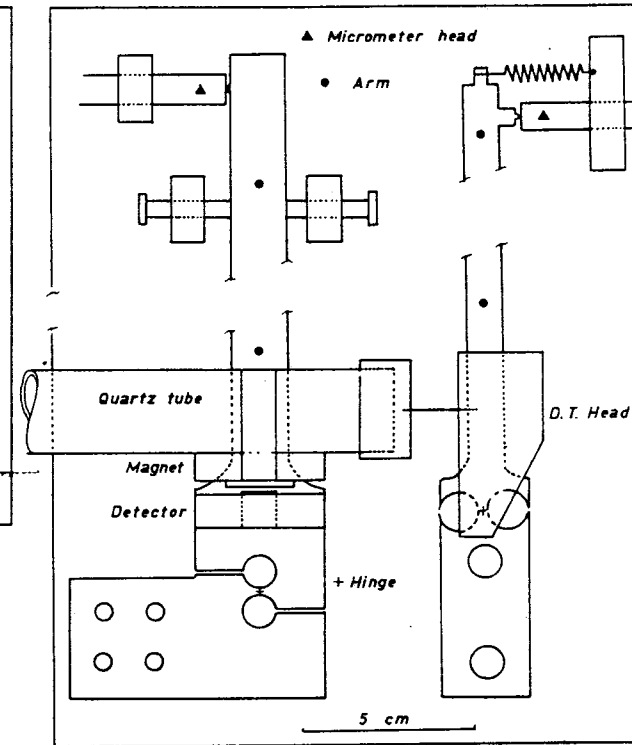 ▲ Micrometer head
● Arm
Quartz tube
D.T. Head
Magnet
Detector
+ Hinge
5 cm